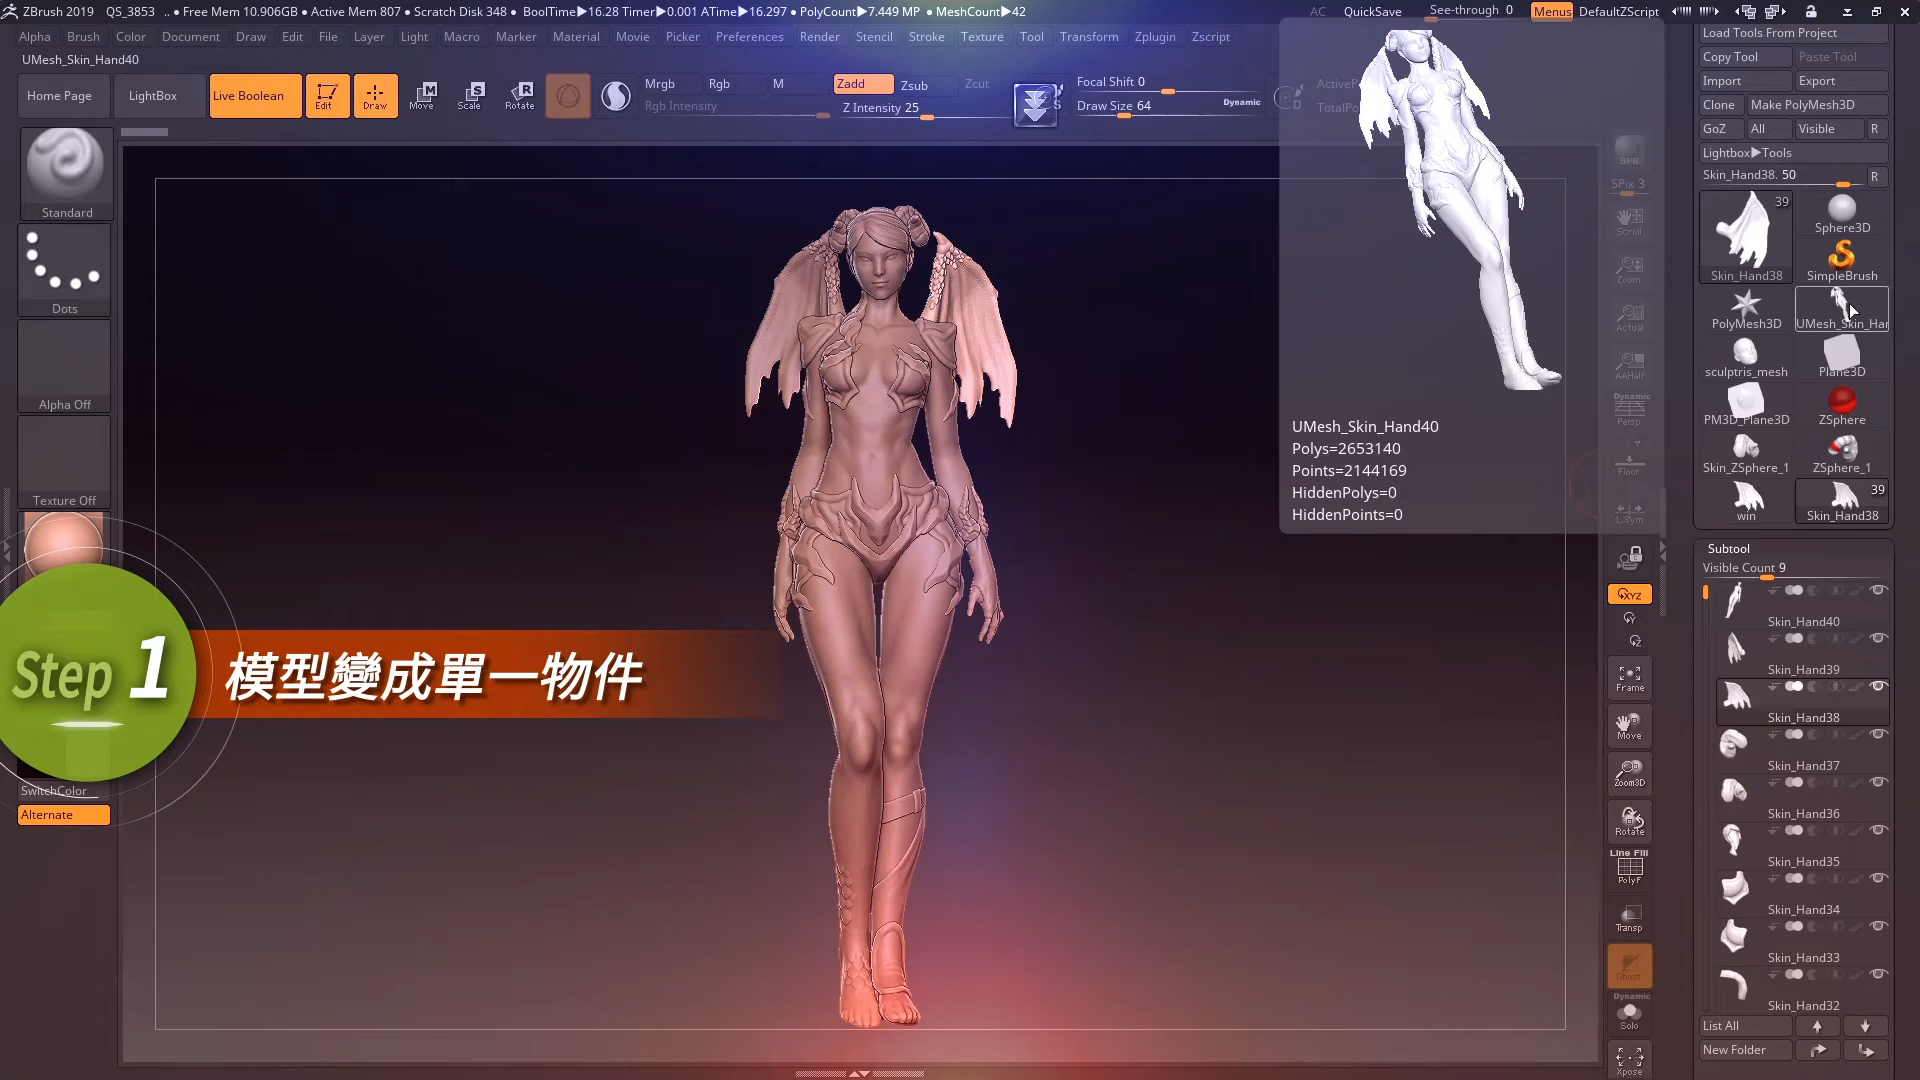 ZBrush 2019 QS_3853 .. ● Free Mem 10.906GB ● Active Mem 807 ● Scratch Disk 348 ● BoolTime▶16.28 Timer▶0.001 ATime▶16.297 ● PolyCount▶7.449 MP ● MeshCount▶42 AC QuickSave See-through 0 Menus DefaultZScript
Alpha Brush Color Document Draw Edit File Layer Light Macro Marker Material Movie Picker Preferences Render Stencil Stroke Texture Tool Transform Zplugin Zscript
UMesh_Skin_Hand40
Home Page LightBox Live Boolean Edit Draw Move Scale Rotate
Mrgb Rgb M Zadd Zsub Zcut Focal Shift 0
Rgb Intensity Z Intensity 25 Draw Size 64 Dynamic
Standard
Dots
Alpha Off
Texture Off
Step 1
模型變成單一物件
SwitchColor
Alternate
UMesh_Skin_Hand40
Polys=2653140
Points=2144169
HiddenPolys=0
HiddenPoints=0
BPR
SPix 3
Scroll
Zoom
Actual
AAHalf
Dynamic
Persp
Floor
L.Sym
XYZ
Frame
Move
Zoom3D
Rotate
Line Fill
PolyF
Transp
Ghost
Dynamic
Solo
Xpose
Load Tools From Project
Copy Tool Paste Tool
Import Export
Clone Make PolyMesh3D
GoZ All Visible R
Lightbox▶Tools
Skin_Hand38. 50 R
39
Skin_Hand38 Sphere3D
SimpleBrush
PolyMesh3D UMesh_Skin_Har
sculptris_mesh Plane3D
PM3D_Plane3D ZSphere
Skin_ZSphere_1 ZSphere_1
39
win Skin_Hand38
Subtool
Visible Count 9
Skin_Hand40
Skin_Hand39
Skin_Hand38
Skin_Hand37
Skin_Hand36
Skin_Hand35
Skin_Hand34
Skin_Hand33
Skin_Hand32
List All
New Folder